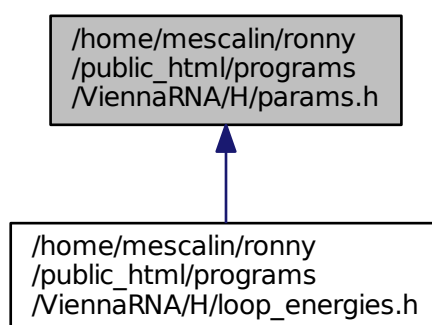 /home/mescalin/ronny
/public_html/programs
/ViennaRNA/H/params.h
/home/mescalin/ronny
/public_html/programs
/ViennaRNA/H/loop_energies.h